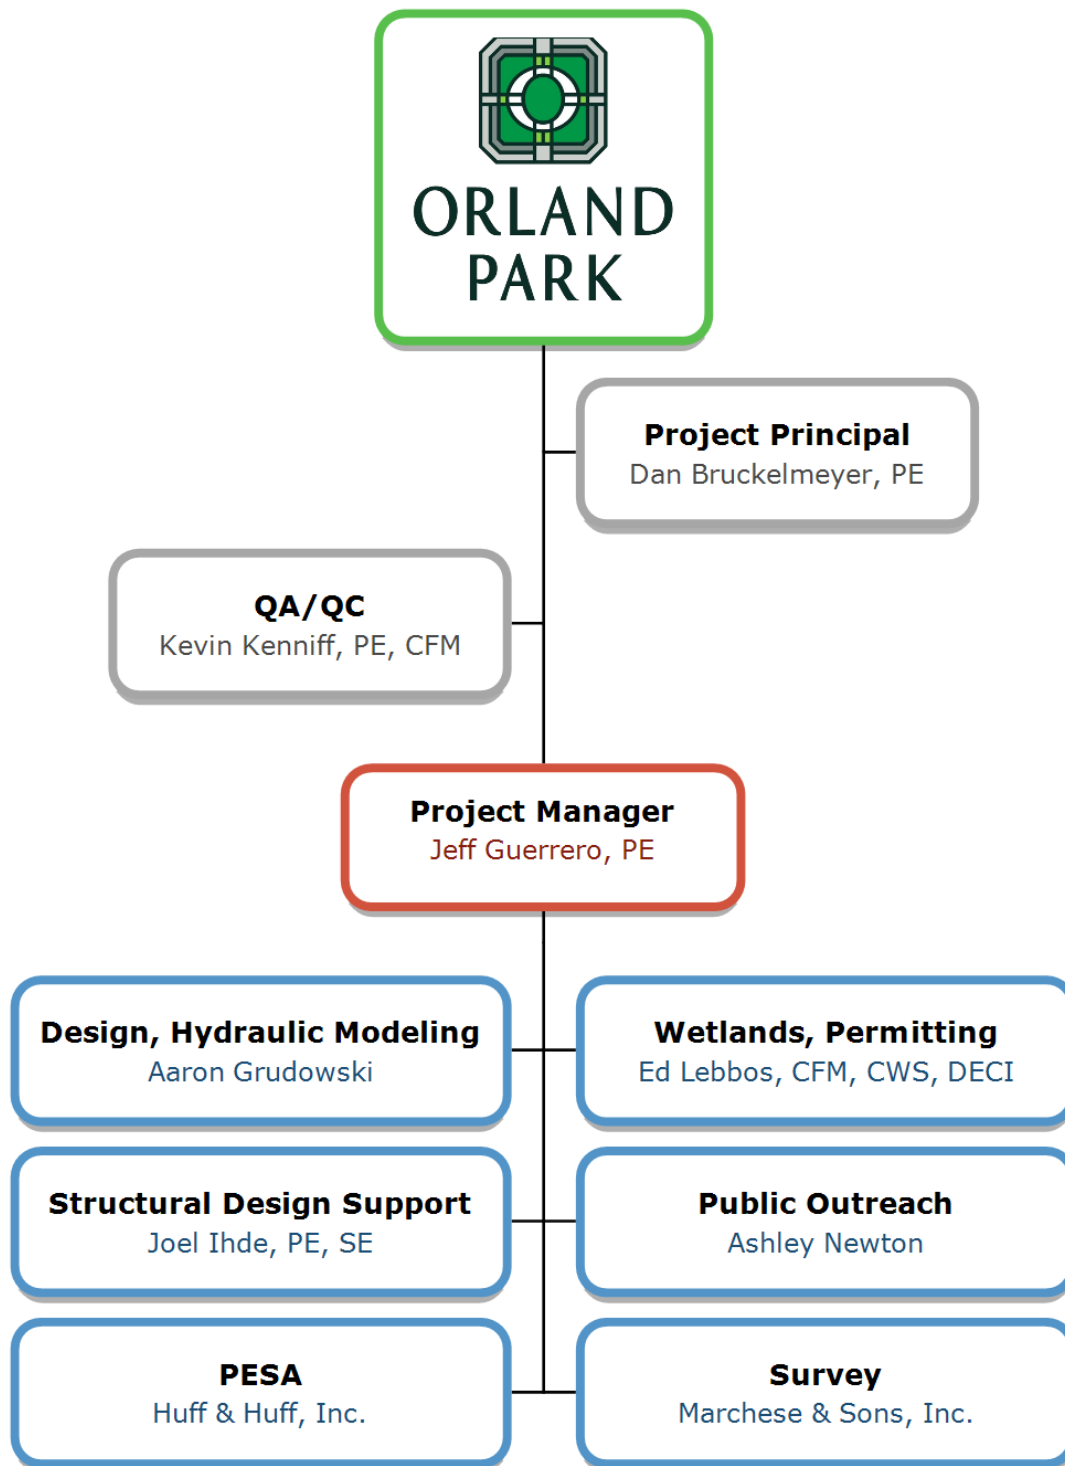 ORLAND
PARK
Project Principal
Dan Bruckelmeyer, PE
QA/QC
Kevin Kenniff, PE, CFM
Project Manager
Jeff Guerrero, PE
Design, Hydraulic Modeling
Aaron Grudowski
Wetlands, Permitting
Ed Lebbos, CFM, CWS, DECI
Structural Design Support
Joel Ihde, PE, SE
Public Outreach
Ashley Newton
PESA
Huff & Huff, Inc.
Survey
Marchese & Sons, Inc.